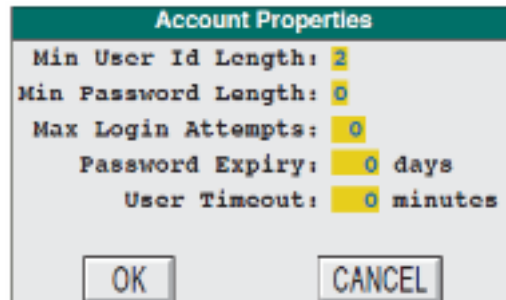 Account Properties
Min User Id Length: 2
Min Password Length: 0
Max Login Attempts: 0
Password Expiry: 0 days
User Timeout: 0 minutes
OK CANCEL